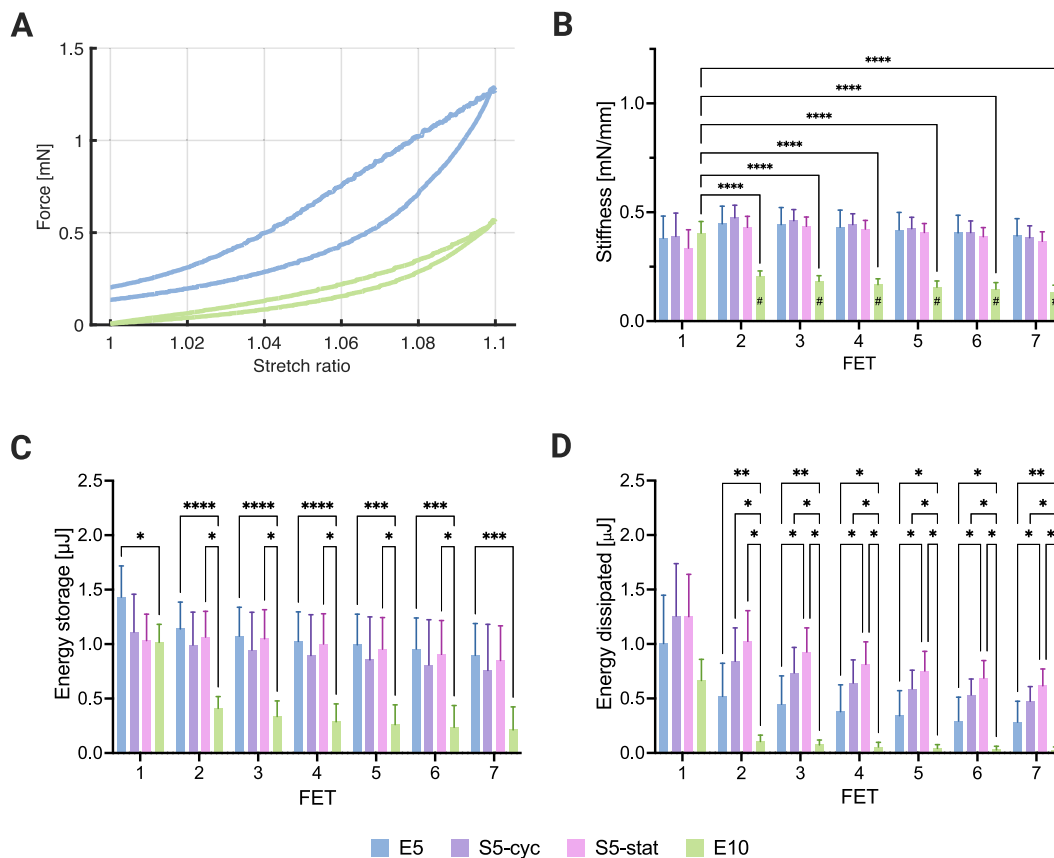 A
Force [mN]
1.5
1
0.5
0
1 1.02 1.04 1.06 1.08 1.1
Stretch ratio
B
Stiffness [mN/mm]
1.0
0.5
0.0
****
****
****
****
****
****
# # # # #
1 2 3 4 5 6 7
FET
C
Energy storage [µJ]
2.5
2.0
1.5
1.0
0.5
0.0
**** **** **** *** ***
* * * * * * ***
1 2 3 4 5 6 7
FET
D
Energy dissipated [µJ]
2.5
2.0
1.5
1.0
0.5
0.0
** ** * * * **
* * * * * *
* * * * * * * * * * *
1 2 3 4 5 6 7
FET
E5 S5-cyc S5-stat E10